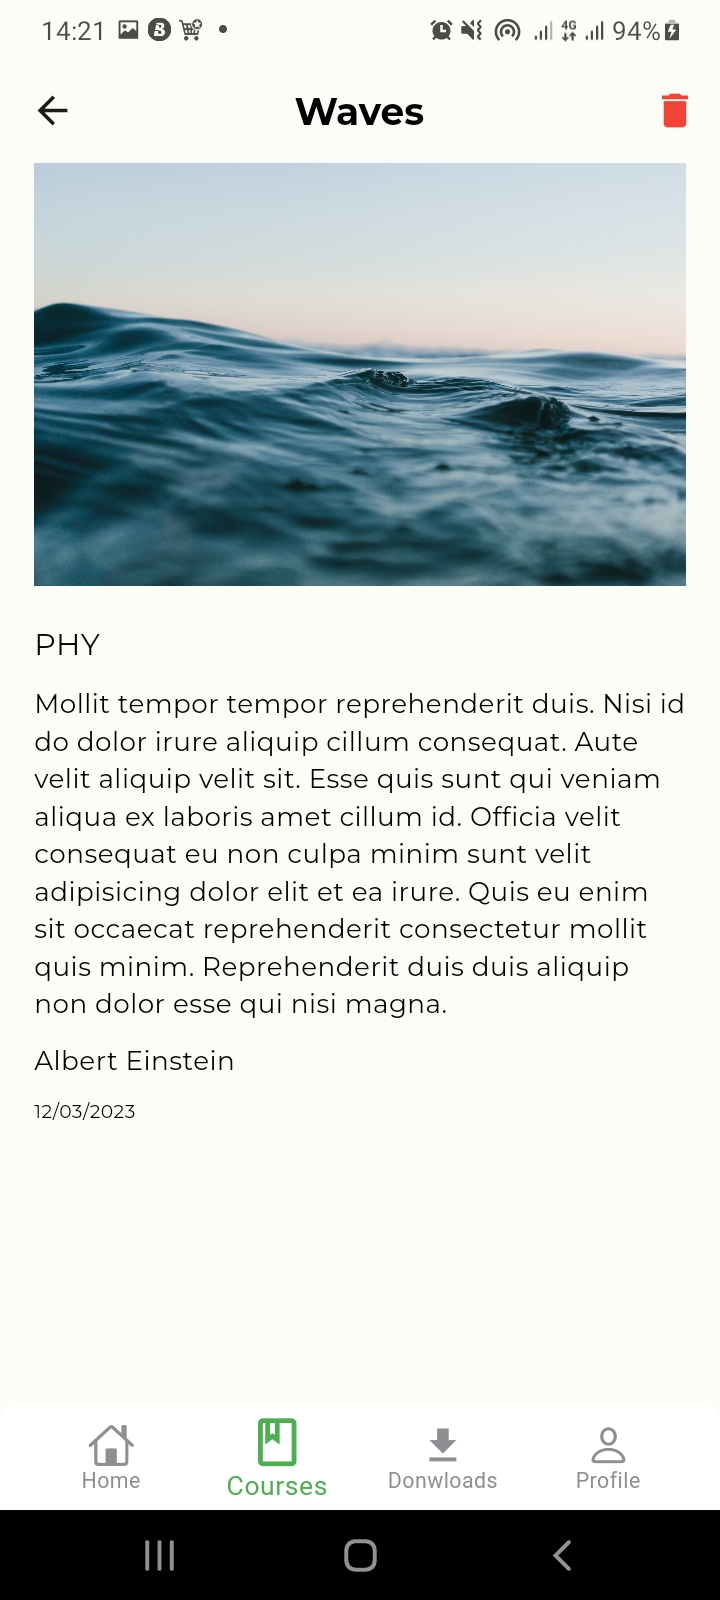 14:21
4G
94%
Waves
PHY
Mollit tempor tempor reprehenderit duis. Nisi id
do dolor irure aliquip cillum consequat. Aute
velit aliquip velit sit. Esse quis sunt qui veniam
aliqua ex laboris amet cillum id. Officia velit
consequat eu non culpa minim sunt velit
adipisicing dolor elit et ea irure. Quis eu enim
sit occaecat reprehenderit consectetur mollit
quis minim. Reprehenderit duis duis aliquip
non dolor esse qui nisi magna.
Albert Einstein
12/03/2023
Home
Courses
Donwloads
Profile